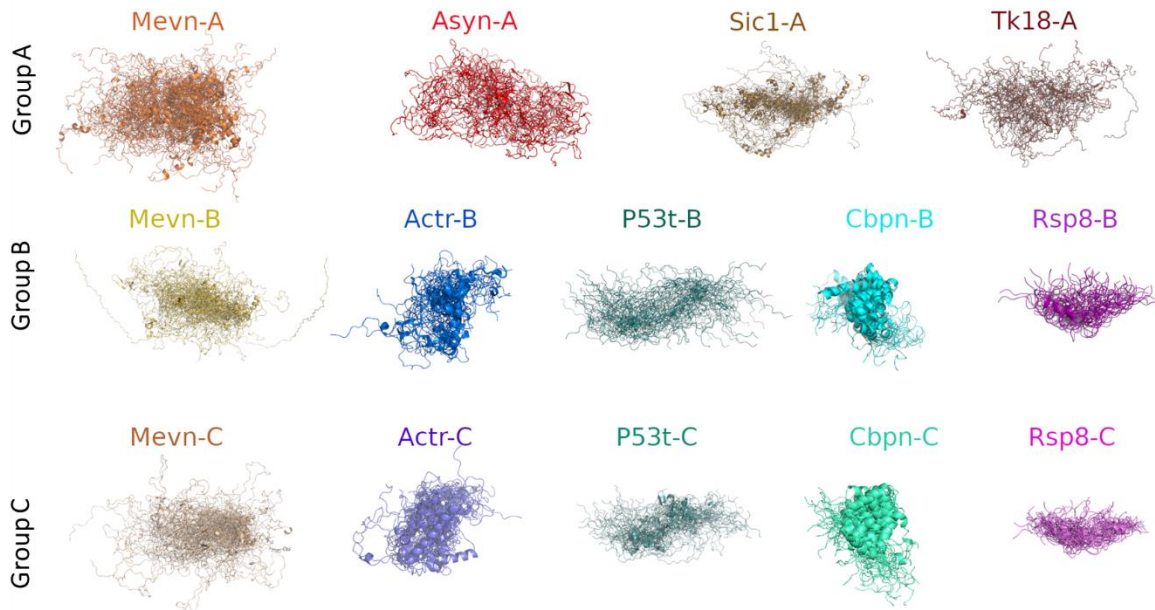 Group A
Mevn-A
Asyn-A
Sic1-A
Tk18-A
Group B
Mevn-B
Actr-B
P53t-B
Cbpn-B
Rsp8-B
Group C
Mevn-C
Actr-C
P53t-C
Cbpn-C
Rsp8-C